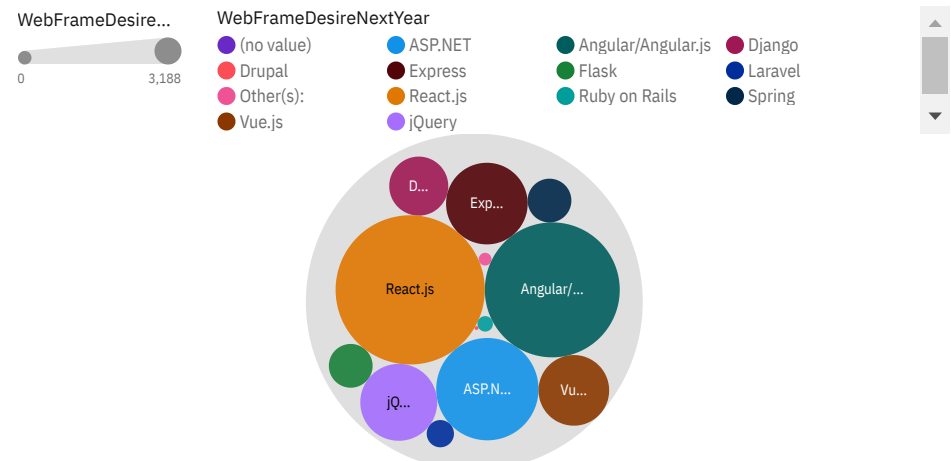 WebFrameDesire...
0 3,188
WebFrameDesireNextYear
(no value) ASP.NET Angular/Angular.js Django
Drupal Express Flask Laravel
Other(s): React.js Ruby on Rails Spring
Vue.js jQuery
D... Exp...
React.js Angular/...
jQ... ASP.N... Vu...